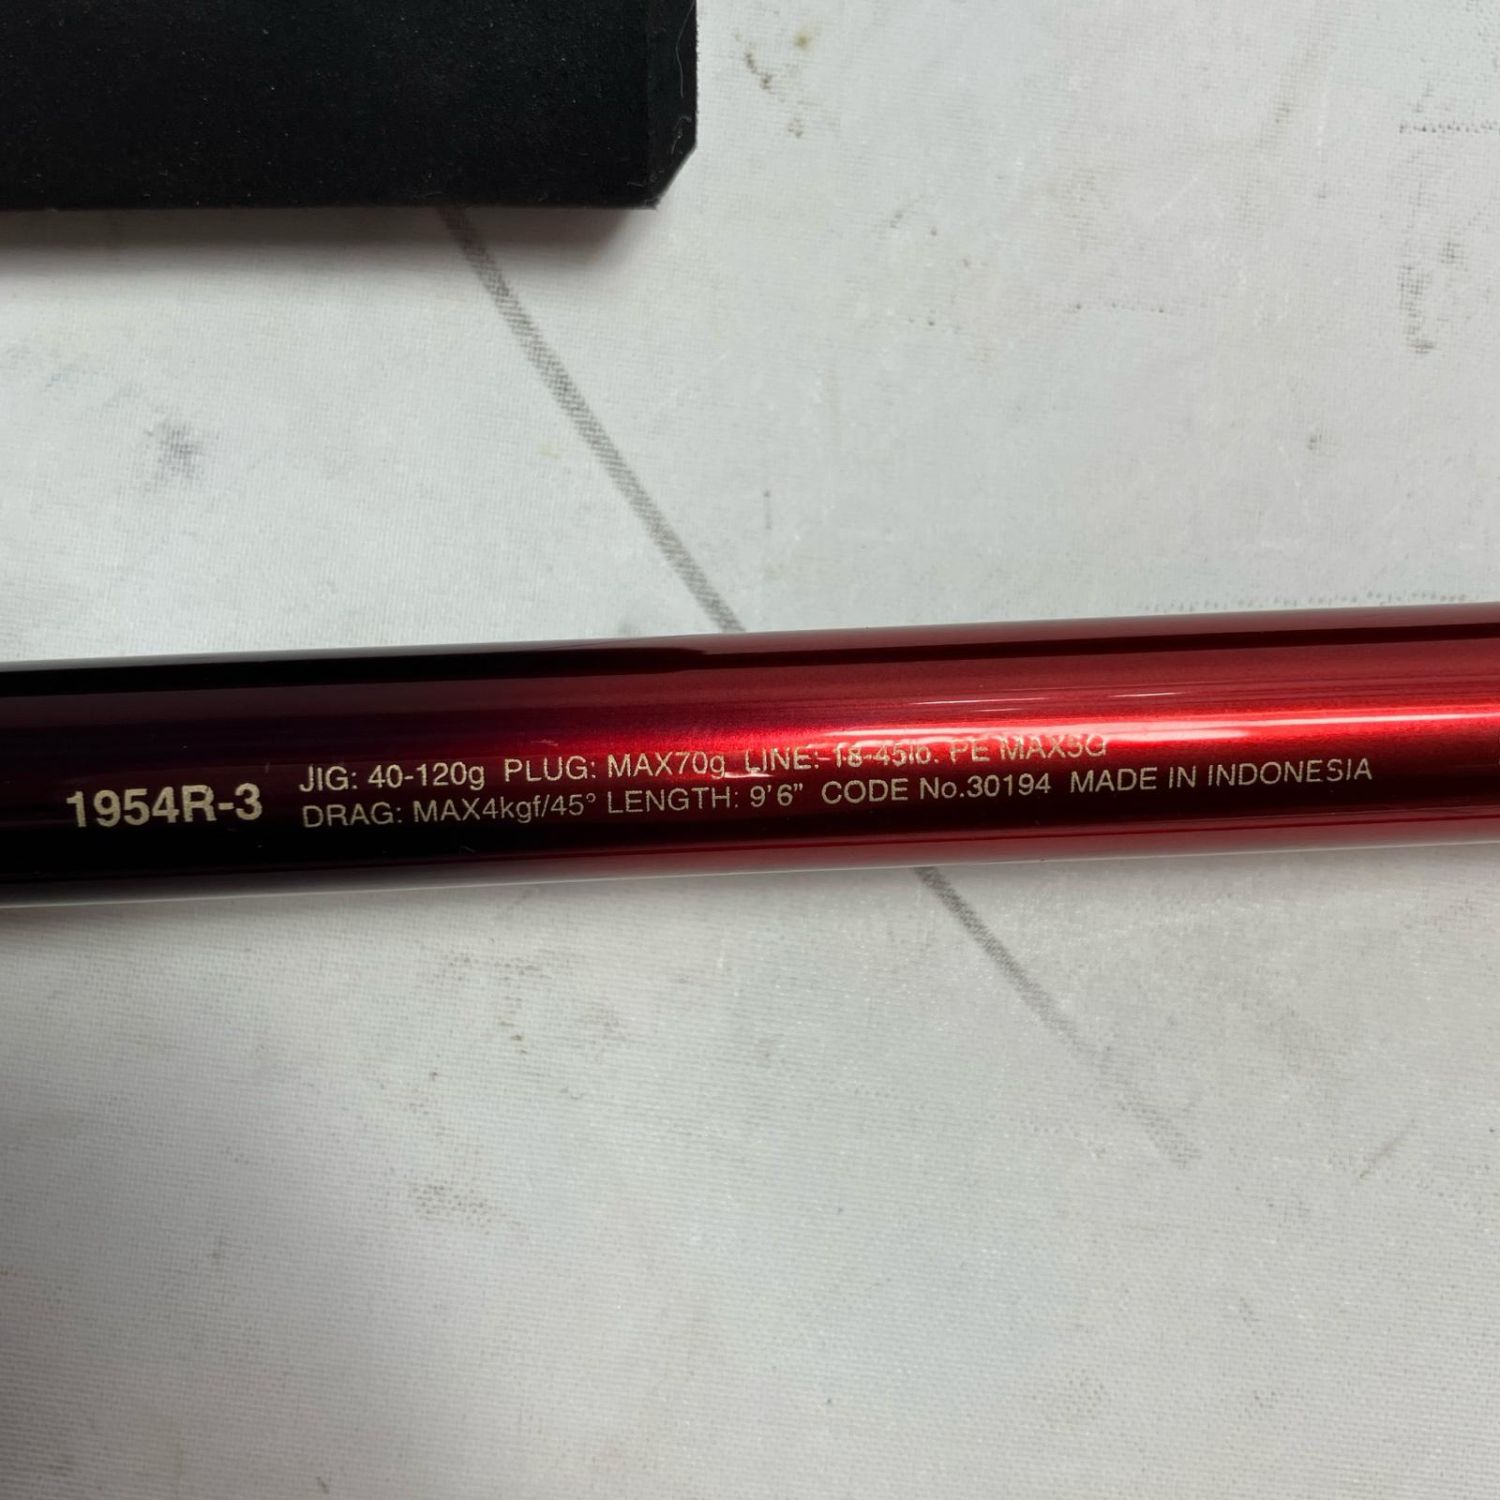 1954R-3
JIG: 40-120g PLUG: MAX70g LINE: 18-45lb. PE MAX5G
DRAG: MAX4kgf/45° LENGTH: 9'6" CODE No.30194 MADE IN INDONESIA